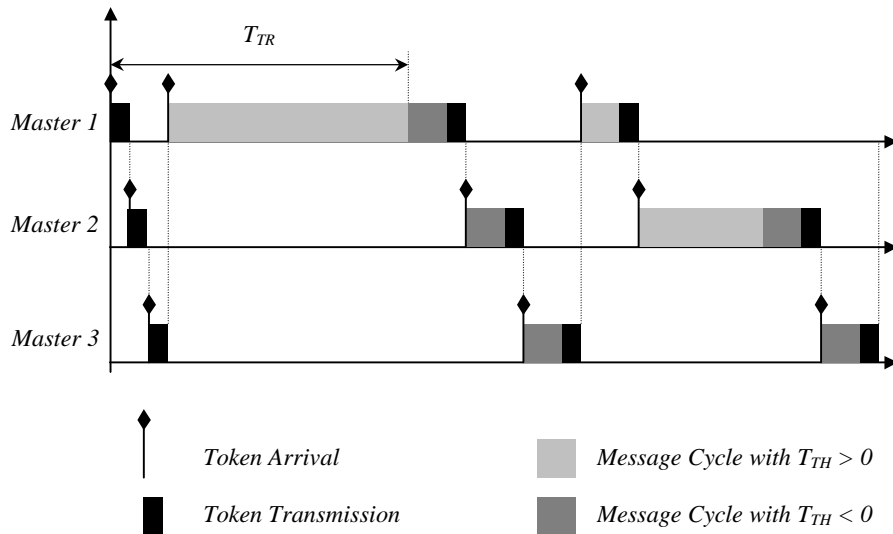 T_TR
Master 1
Master 2
Master 3
Token Arrival
Message Cycle with T_TH > 0
Token Transmission
Message Cycle with T_TH < 0